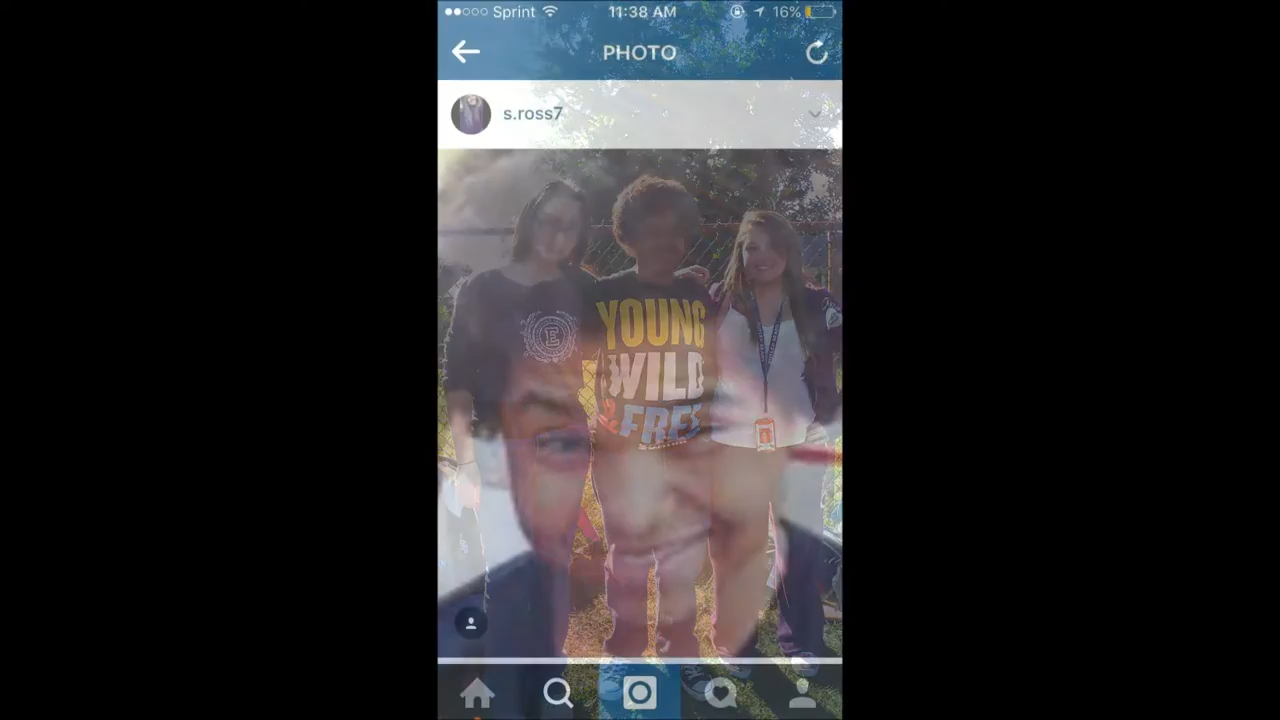 Sprint 11:38 AM 16%
PHOTO
s.ross7
E
YOUNG
WILD
& FREE